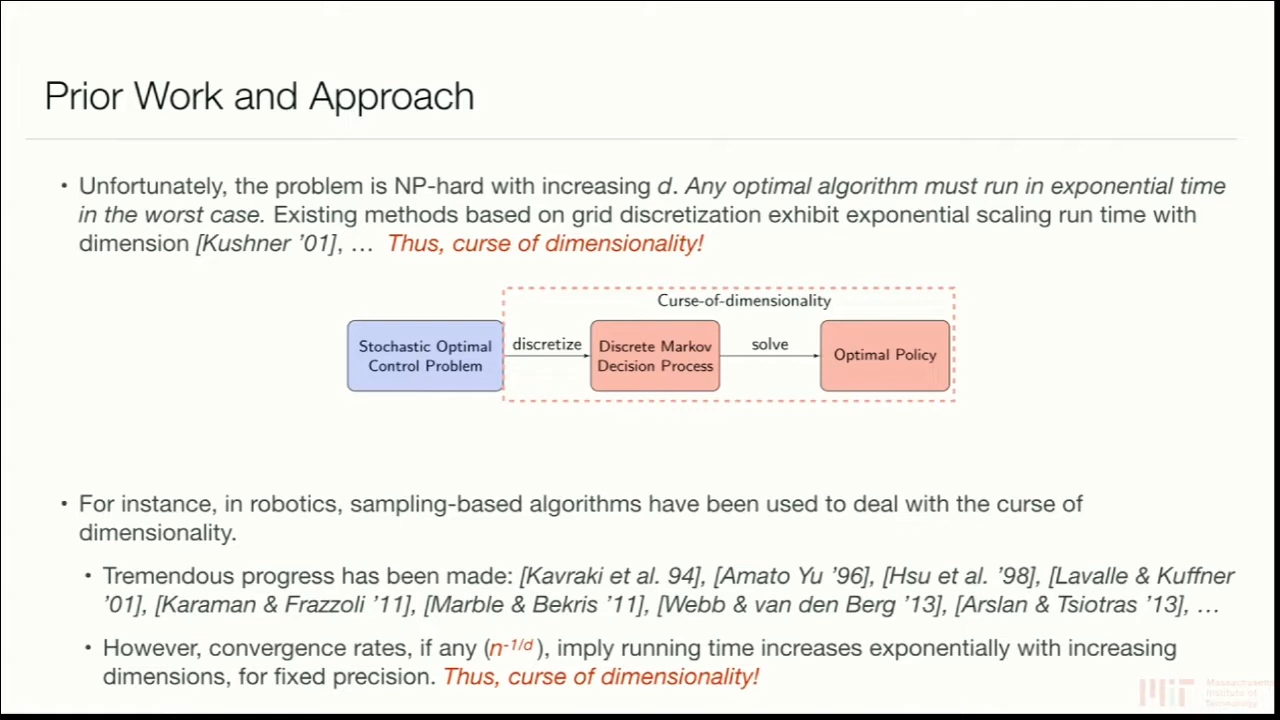 Prior Work and Approach
• Unfortunately, the problem is NP-hard with increasing d. Any optimal algorithm must run in exponential time
in the worst case. Existing methods based on grid discretization exhibit exponential scaling run time with
dimension [Kushner ’01], … Thus, curse of dimensionality!
Curse-of-dimensionality
Stochastic Optimal
Control Problem
discretize
Discrete Markov
Decision Process
solve
Optimal Policy
• For instance, in robotics, sampling-based algorithms have been used to deal with the curse of
dimensionality.
• Tremendous progress has been made: [Kavraki et al. 94], [Amato Yu ’96], [Hsu et al. ’98], [Lavalle & Kuffner
’01], [Karaman & Frazzoli ’11], [Marble & Bekris ’11], [Webb & van den Berg ’13], [Arslan & Tsiotras ’13], …
• However, convergence rates, if any (n-1/d), imply running time increases exponentially with increasing
dimensions, for fixed precision. Thus, curse of dimensionality!
Massachusetts
Institute of
Technology